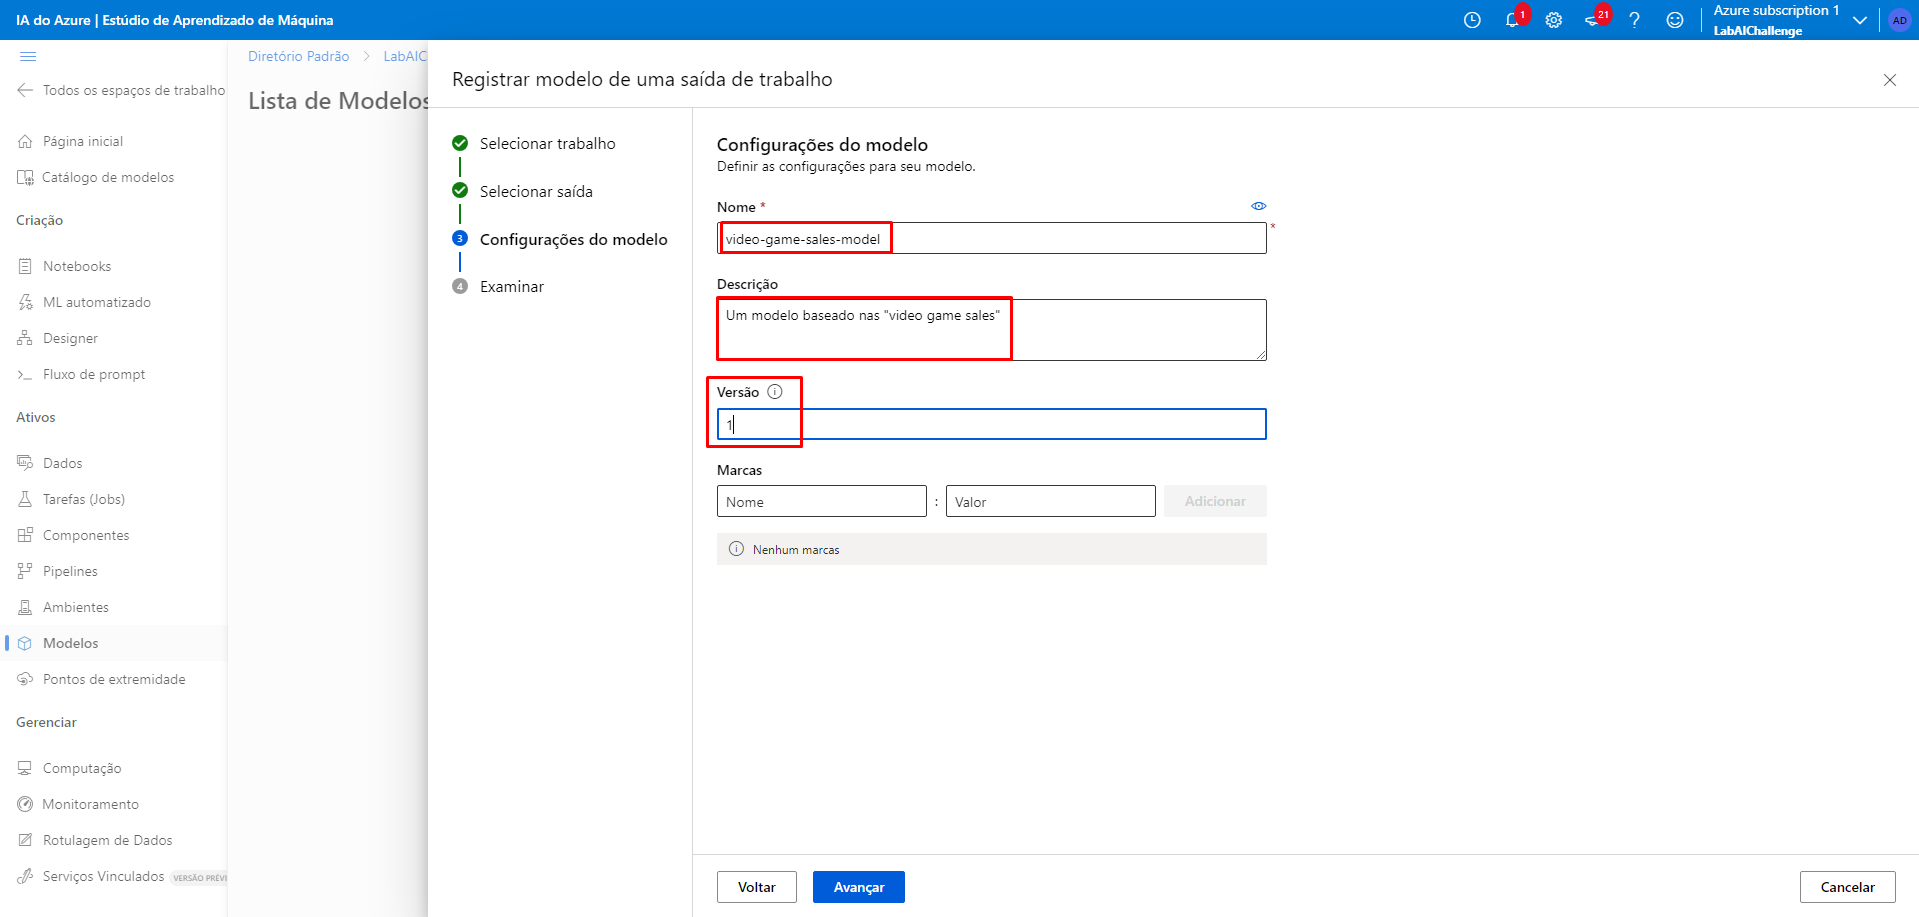 IA do Azure | Estúdio de Aprendizado de Máquina
1
21
Azure subscription 1
LabAIChallenge
AD
Todos os espaços de trabalho
Página inicial
Catálogo de modelos
Criação
Notebooks
ML automatizado
Designer
Fluxo de prompt
Ativos
Dados
Tarefas (Jobs)
Componentes
Pipelines
Ambientes
Modelos
Pontos de extremidade
Gerenciar
Computação
Monitoramento
Rotulagem de Dados
Serviços Vinculados VERSÃO PRÉVI
Diretório Padrão > LabAIC
Lista de Modelos
Registrar modelo de uma saída de trabalho
Selecionar trabalho
Selecionar saída
3 Configurações do modelo
4 Examinar
Configurações do modelo
Definir as configurações para seu modelo.
Nome *
video-game-sales-model *
Descrição
Um modelo baseado nas "video game sales"
Versão
1
Marcas
Nome : Valor Adicionar
Nenhum marcas
Voltar Avançar Cancelar